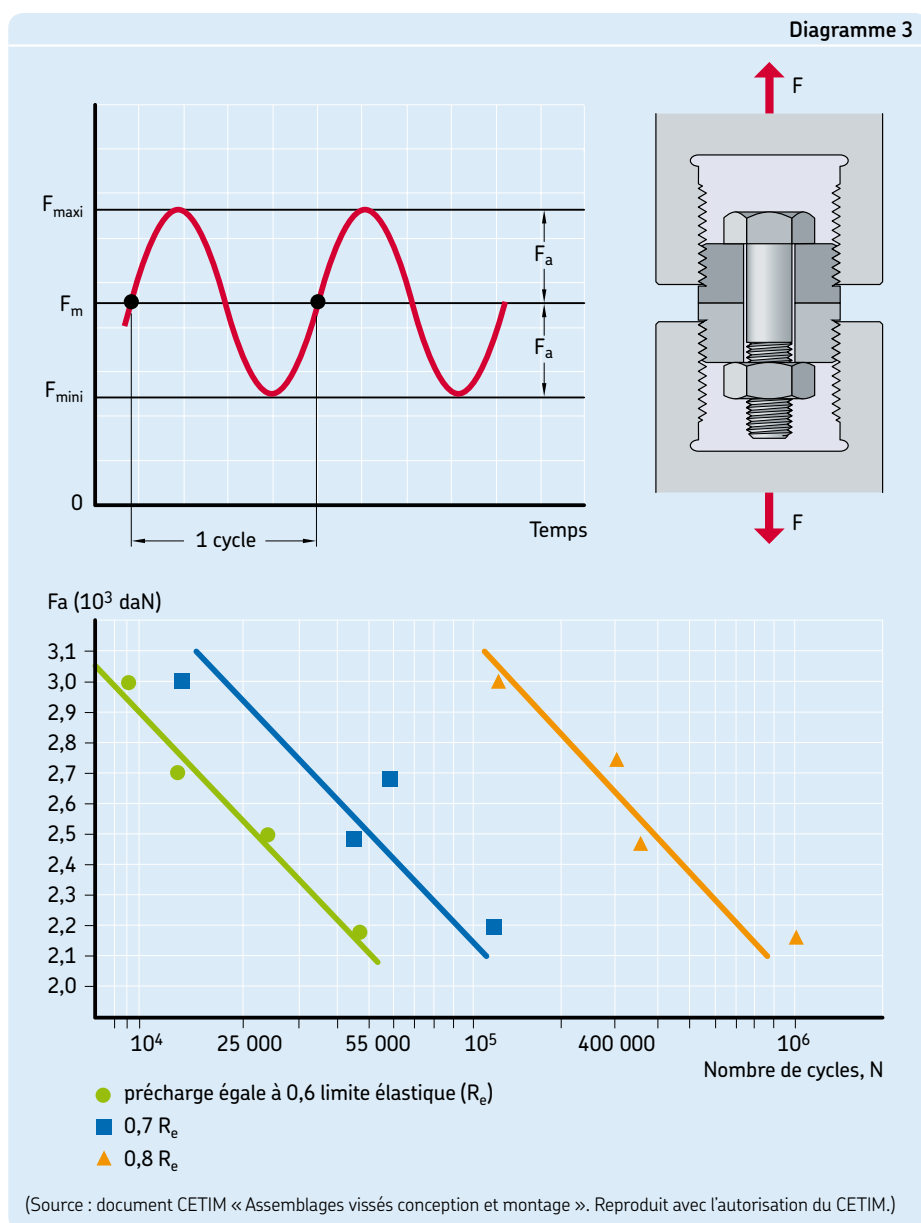 Diagramme 3
F
F_maxi
F_a
F_m
F_a
F_mini
0
Temps
1 cycle
F
Fa (10³ daN)
3,1
3,0
2,9
2,8
2,7
2,6
2,5
2,4
2,3
2,2
2,1
2,0
10⁴ 25 000 55 000 10⁵ 400 000 10⁶
Nombre de cycles, N
précharge égale à 0,6 limite élastique (Rₑ)
0,7 Rₑ
0,8 Rₑ
(Source : document CETIM « Assemblages vissés conception et montage ». Reproduit avec l'autorisation du CETIM.)